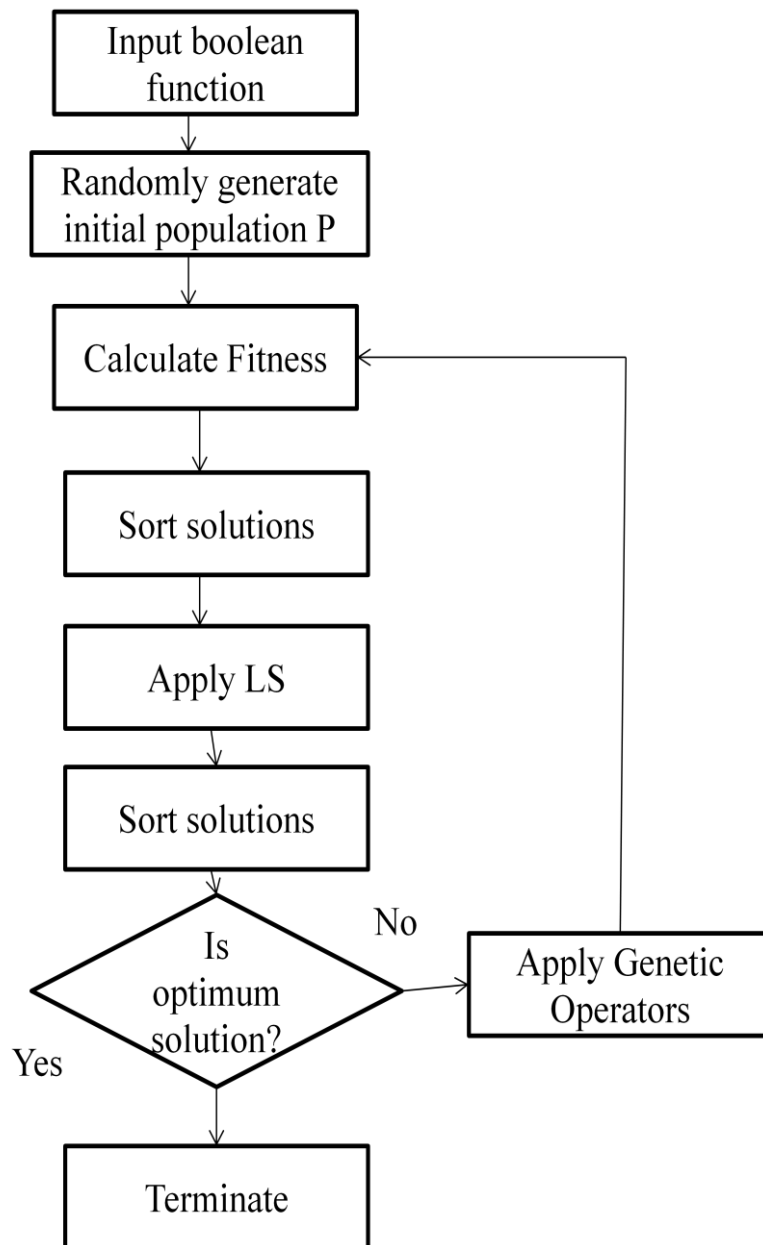 Input boolean
function
Randomly generate
initial population P
Calculate Fitness
Sort solutions
Apply LS
Sort solutions
Is
optimum
solution?
No
Apply Genetic
Operators
Yes
Terminate